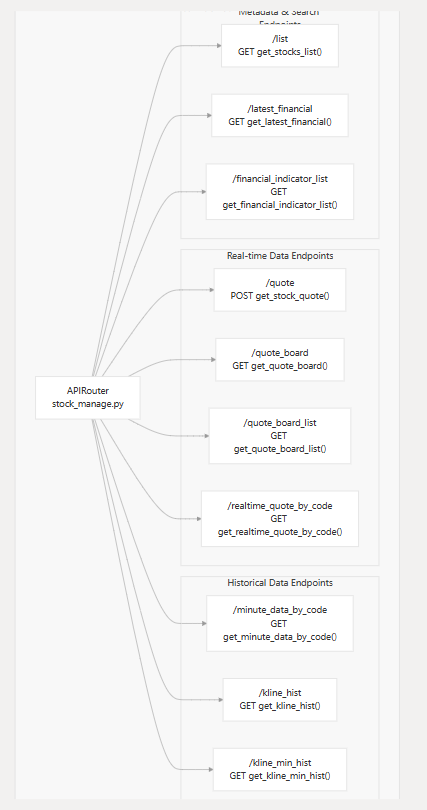 Metadata & Search
Endpoints
/list
GET get_stocks_list()
/latest_financial
GET get_latest_financial()
/financial_indicator_list
GET
get_financial_indicator_list()
Real-time Data Endpoints
/quote
POST get_stock_quote()
/quote_board
GET get_quote_board()
APIRouter
stock_manage.py
/quote_board_list
GET
get_quote_board_list()
/realtime_quote_by_code
GET
get_realtime_quote_by_code()
Historical Data Endpoints
/minute_data_by_code
GET
get_minute_data_by_code()
/kline_hist
GET get_kline_hist()
/kline_min_hist
GET get_kline_min_hist()